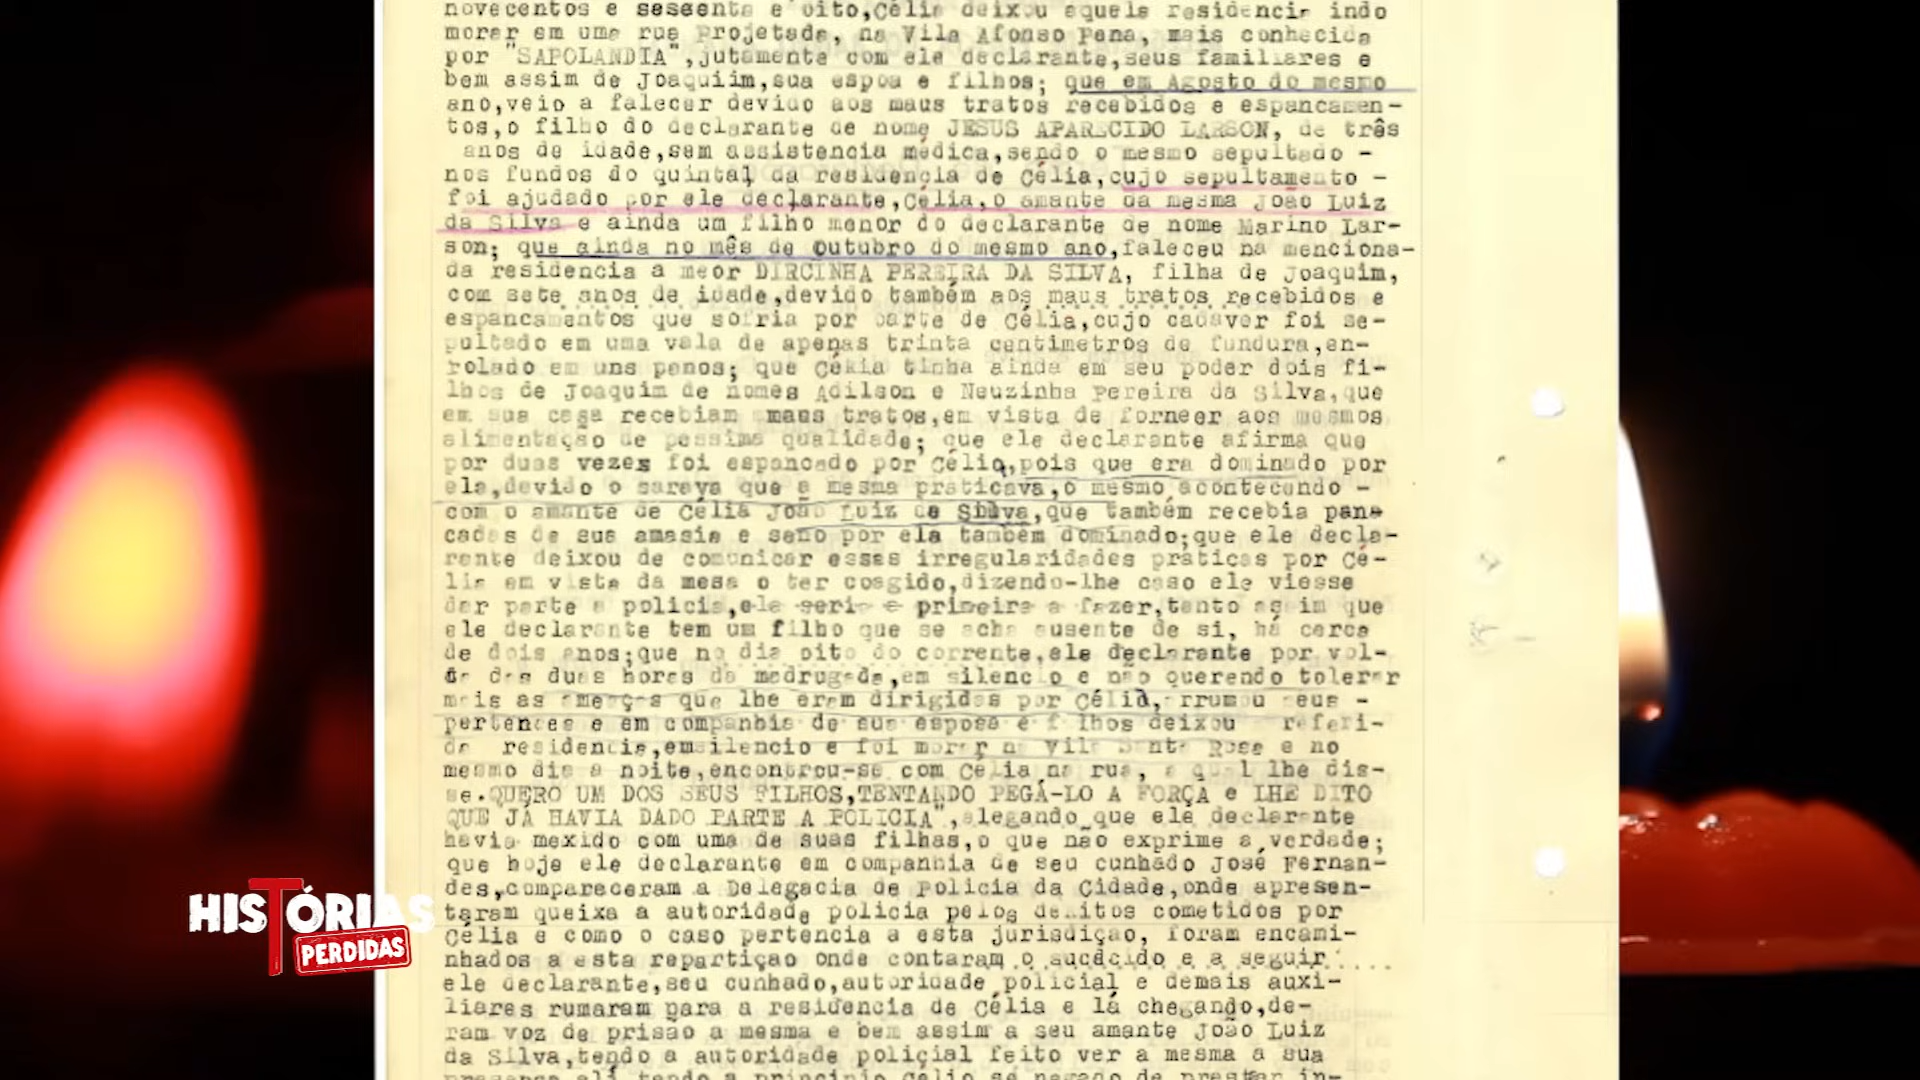 novecentos e sessenta e oito,Célia deixou aquela residencia indo
morar em uma rua Projetada, na Vila Afonso Pena, mais conhecida
por "SAPOLANDIA",jutamente com ele declarante,seus familiares e
bem assim de Joaquiim,sua espoa e filhos; que em Agosto do mesmo
ano,veio a falecer devido aos maus tratos recebidos e espancamen-
tos,o filho do declarante de nome JESUS APARECIDO LARSON, de três
anos de idade,sem assistencia médica,sendo o mesmo sepultado -
nos fundos do quintal da residencia de Célia,cujo sepultamento -
foi ajudado por ele declarante,Célia,o amante da mesma João Luiz
da Silva e ainda um filho menor do declarante de nome Marino Lar-
son; que ainda no mês de Outubro do mesmo ano,faleceu na menciona-
da residencia a meor DIRCINHA PEREIRA DA SILVA, filha de Joaquim,
com sete anos de idade,devido também aos maus tratos recebidos e
espancamentos que sofria por parte de Célia,cujo cadaver foi se-
pultado em uma vala de apenas trinta centimetros de fundura,en-
rolado em uns panos; que Célia tinha ainda em seu poder dois fi-
lhos de Joaquim de nomes Adilson e Neuzinha Pereira da Silva,que
em sua casa recebiam maus tratos,em vista de forneer aos mesmos
alimentação de pessima qualidade; que ele declarante afirma que
por duas vezes foi espancado por Célia,pois que era dominado por
ela,devido o sarava que a mesma praticava,o mesmo acontecendo -
com o amante de Célia João Luiz da Silva,que também recebia pan-
cadas de sua amasia e seno por ela também dominado;que ele decla-
rante deixou de comunicar essas irregularidades práticas por Cé-
lia em vista da mesa o ter coagido,dizendo-lhe caso ele viesse
dar parte a policia,ele seria o primeiro a fazer,tanto as im que
ele declarante tem um filho que se acha ausente de si, há cerca
de dois anos;que no dia oito do corrente,ele declarante por vol-
ta das duas horas da madrugada,em silencio e não querendo tolerar
mais as ameaças que lhe eram dirigidas por Célia, rrumou seus -
pertences e em companhia de sua esposa e f lhos deixou referi-
da residencia,emsilencio e foi morar na Vila Santa Rosa e no
mesmo dia a noite,encontrou-se com Célia na rua, a qual lhe dis-
se.QUERO UM DOS SEUS FILHOS,TENTANDO PEGÁ-LO A FORÇA e LHE DITO
QUE JÁ HAVIA DADO PARTE A POLICIA",alegando que ele declarante
havia mexido com uma de suas filhas,o que não exprime a verdade;
que hoje ele declarante em companhia de seu cunhado José Fernan-
des,compareceram a Delegacia de Policia da Cidade,onde apresen-
taram queixa a autoridade policia pelos delitos cometidos por
Célia e como o caso pertencia a esta jurisdição, foram encami-
nhados a esta repartição onde contaram o sucedido e a seguir.....
ele declarante,seu cunhado,autoridade policial e demais auxi-
liares rumaram para a residencia de Célia e lá chegando,de-
ram voz de prisão a mesma e bem assim a seu amante João Luiz
da Silva,tendo a autoridade policial feito ver a mesma a sua
HISTÓRIAS
PERDIDAS